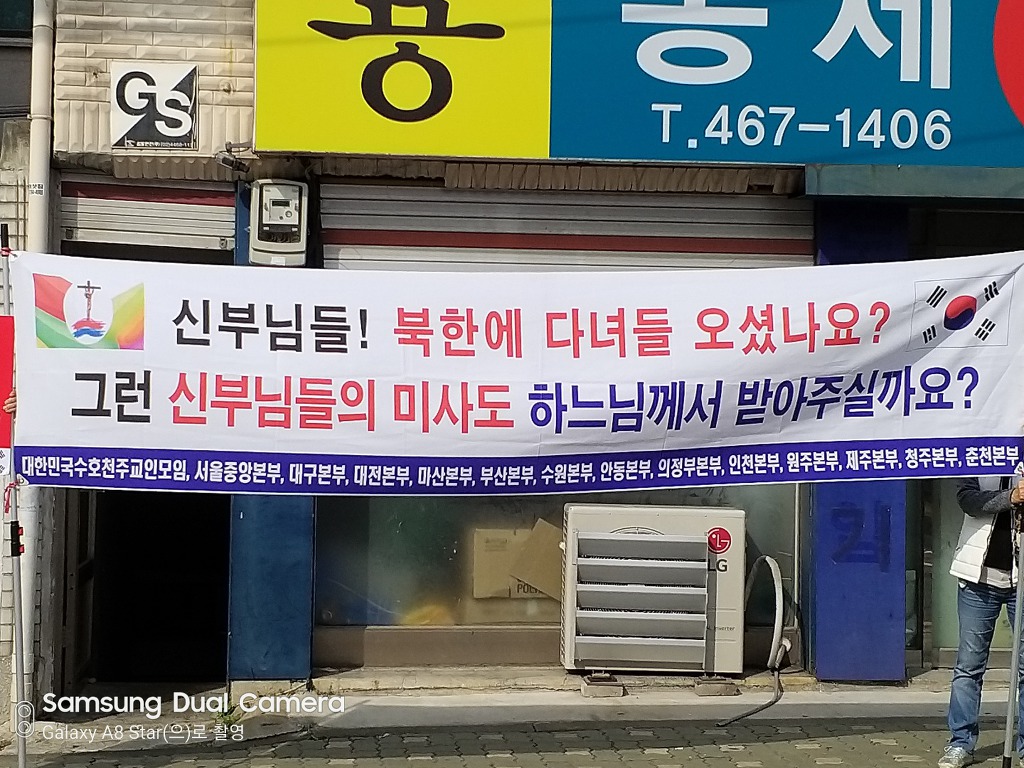 GS
T.467-1406
신부님들! 북한에 다녀들 오셨나요?
그런 신부님들의 미사도 하느님께서 받아주실까요?
대한민국수호천주교인모임, 서울중앙본부, 대구본부, 대전본부, 마산본부, 부산본부, 수원본부, 안동본부, 의정부본부, 인천본부, 원주본부, 제주본부, 청주본부, 춘천본부,
LG
Samsung Dual Camera
Galaxy A8 Star(으)로 촬영